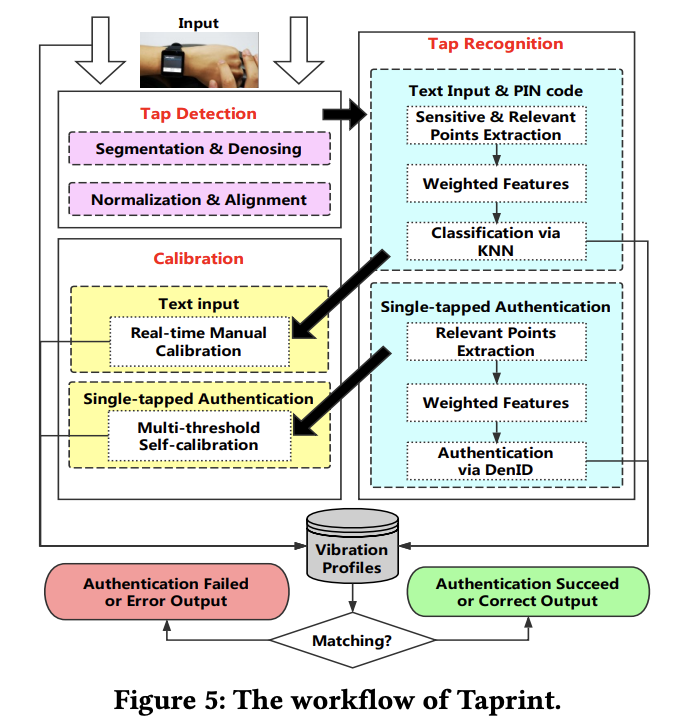 Input
Tap Detection
Segmentation & Denosing
Normalization & Alignment
Tap Recognition
Text Input & PIN code
Sensitive & Relevant
Points Extraction
Weighted Features
Classification via
KNN
Single-tapped Authentication
Relevant Points
Extraction
Weighted Features
Authentication
via DenID
Calibration
Text input
Real-time Manual
Calibration
Single-tapped Authentication
Multi-threshold
Self-calibration
Vibration
Profiles
Authentication Failed
or Error Output
Authentication Succeed
or Correct Output
Matching?
Figure 5: The workflow of Taprint.